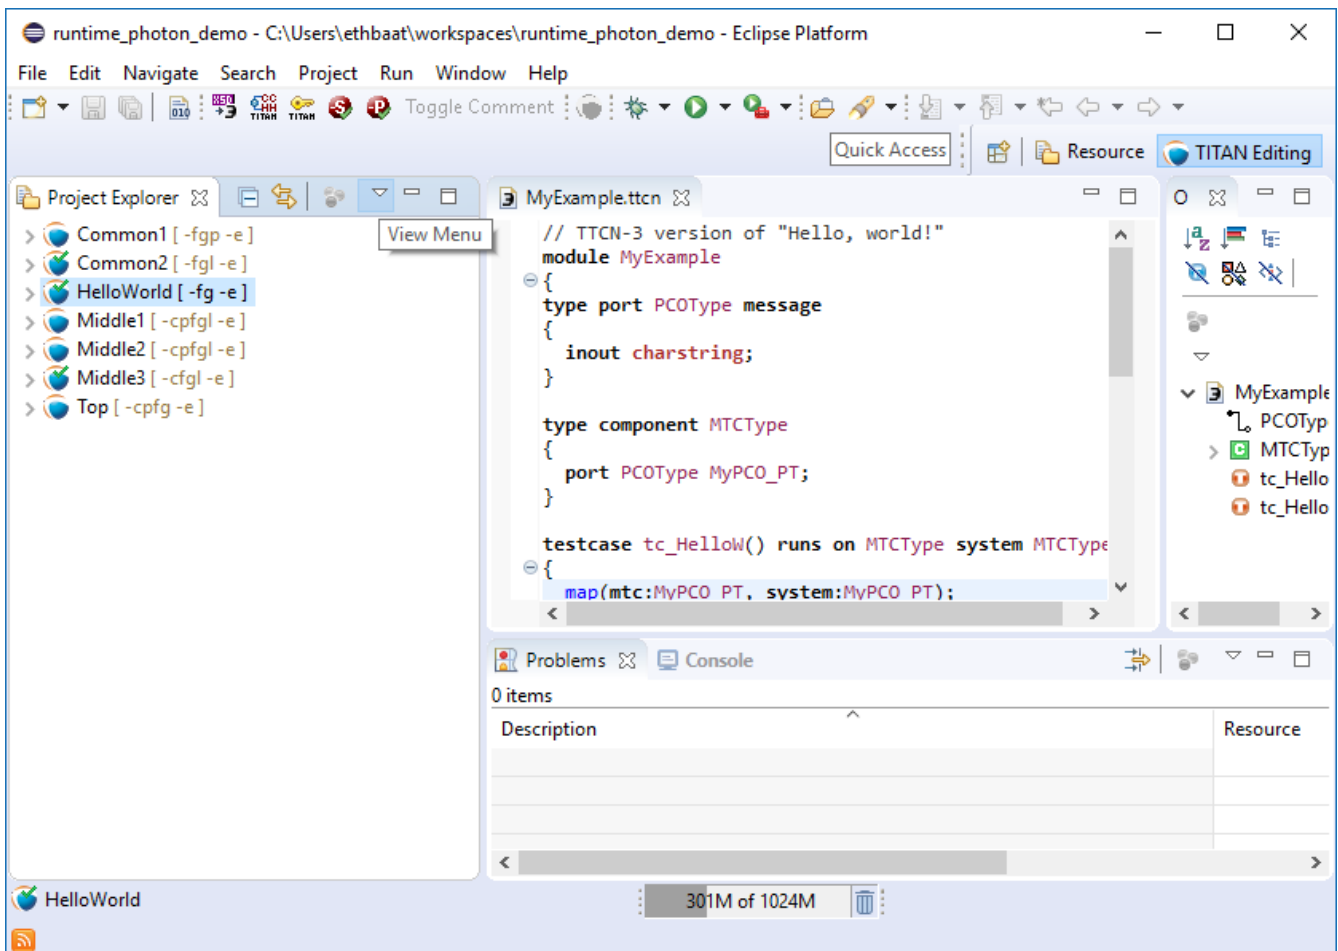 runtime_photon_demo - C:\Users\ethbaat\workspaces\runtime_photon_demo - Eclipse Platform
File Edit Navigate Search Project Run Window Help
Toggle Comment
Quick Access
Resource
TITAN Editing
Project Explorer
View Menu
Common1 [ -fgp -e ]
Common2 [ -fgl -e ]
HelloWorld [ -fg -e ]
Middle1 [ -cpfgl -e ]
Middle2 [ -cpfgl -e ]
Middle3 [ -cfgl -e ]
Top [ -cpfg -e ]
MyExample.ttcn
// TTCN-3 version of "Hello, world!"
module MyExample
{
type port PCOType message
{
inout charstring;
}
type component MTCType
{
port PCOType MyPCO_PT;
}
testcase tc_HelloW() runs on MTCType system MTCType
{
map(mtc:MyPCO_PT, system:MyPCO_PT);
O
MyExample
PCOTyp
MTCTyp
tc_Hello
tc_Hello
Problems
Console
0 items
Description Resource
HelloWorld
301M of 1024M